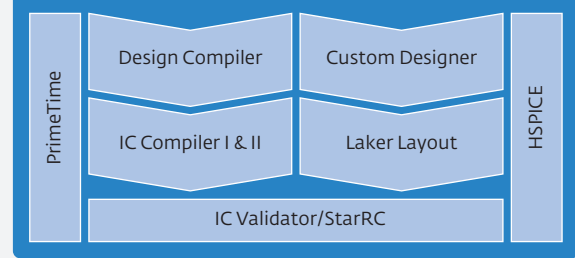 PrimeTime
Design Compiler
Custom Designer
IC Compiler I & II
Laker Layout
IC Validator/StarRC
HSPICE